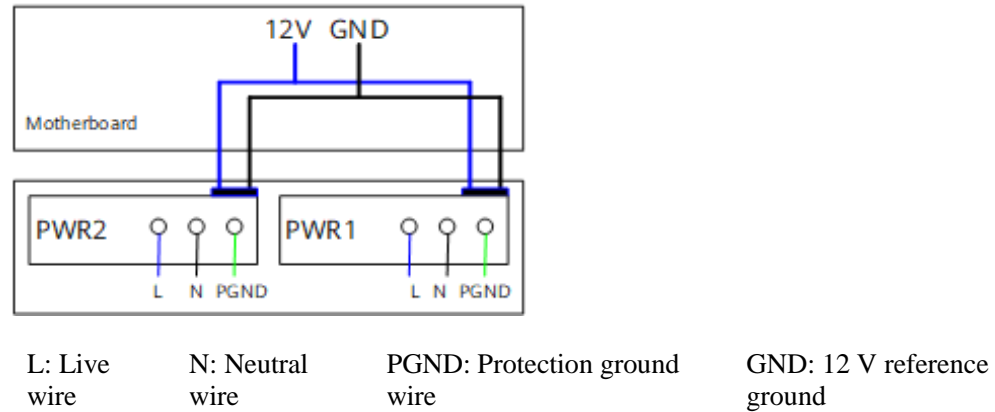 12V GND
Motherboard
PWR2
PWR1
L N PGND
L N PGND
L: Live wire
N: Neutral wire
PGND: Protection ground wire
GND: 12 V reference ground